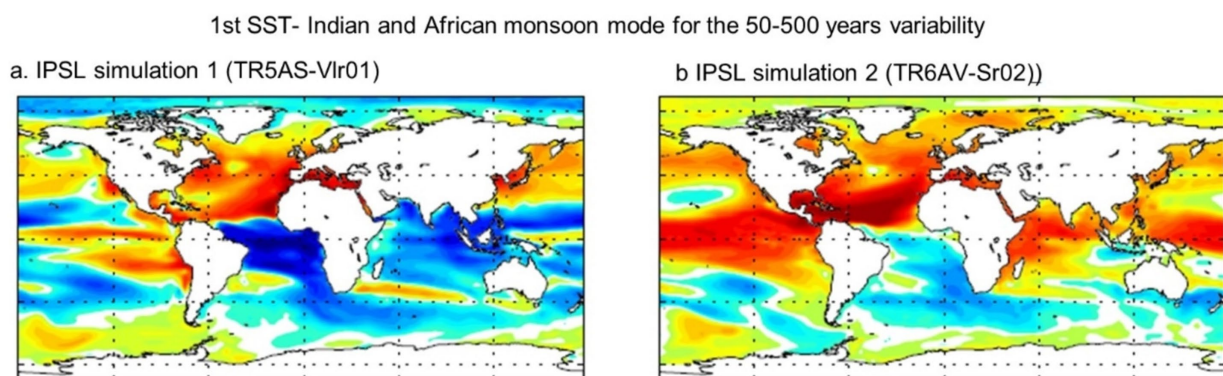 1st SST- Indian and African monsoon mode for the 50-500 years variability
a. IPSL simulation 1 (TR5AS-Vlr01)
b IPSL simulation 2 (TR6AV-Sr02))